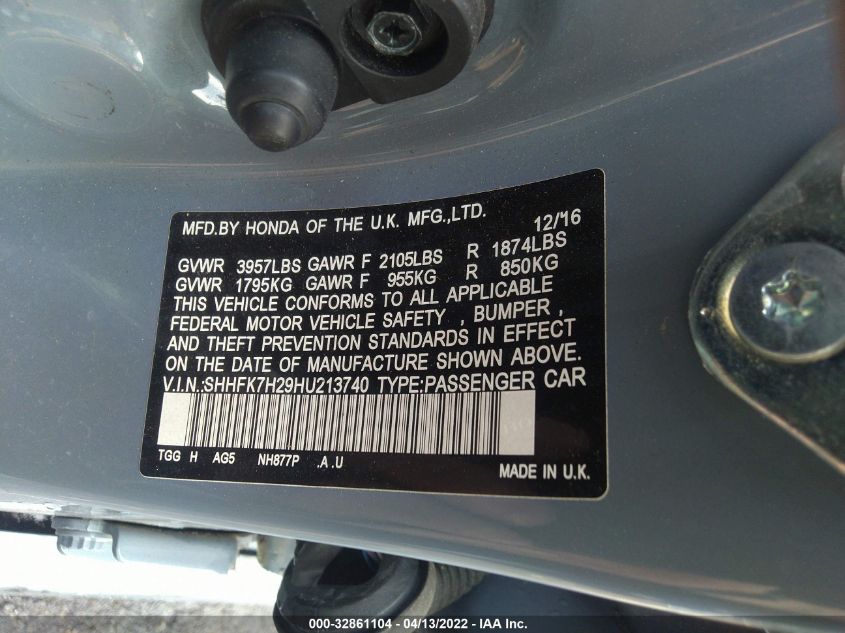 MFD.BY HONDA OF THE U.K. MFG.,LTD. 12/16
GVWR 3957LBS GAWR F 2105LBS R 1874LBS
GVWR 1795KG GAWR F 955KG R 850KG
THIS VEHICLE CONFORMS TO ALL APPLICABLE
FEDERAL MOTOR VEHICLE SAFETY , BUMPER ,
AND THEFT PREVENTION STANDARDS IN EFFECT
ON THE DATE OF MANUFACTURE SHOWN ABOVE.
V.I.N.:SHHFK7H29HU213740 TYPE:PASSENGER CAR
TGG H AG5 NH877P .A .U
MADE IN U.K.
000-32861104 - 04/13/2022 - IAA Inc.